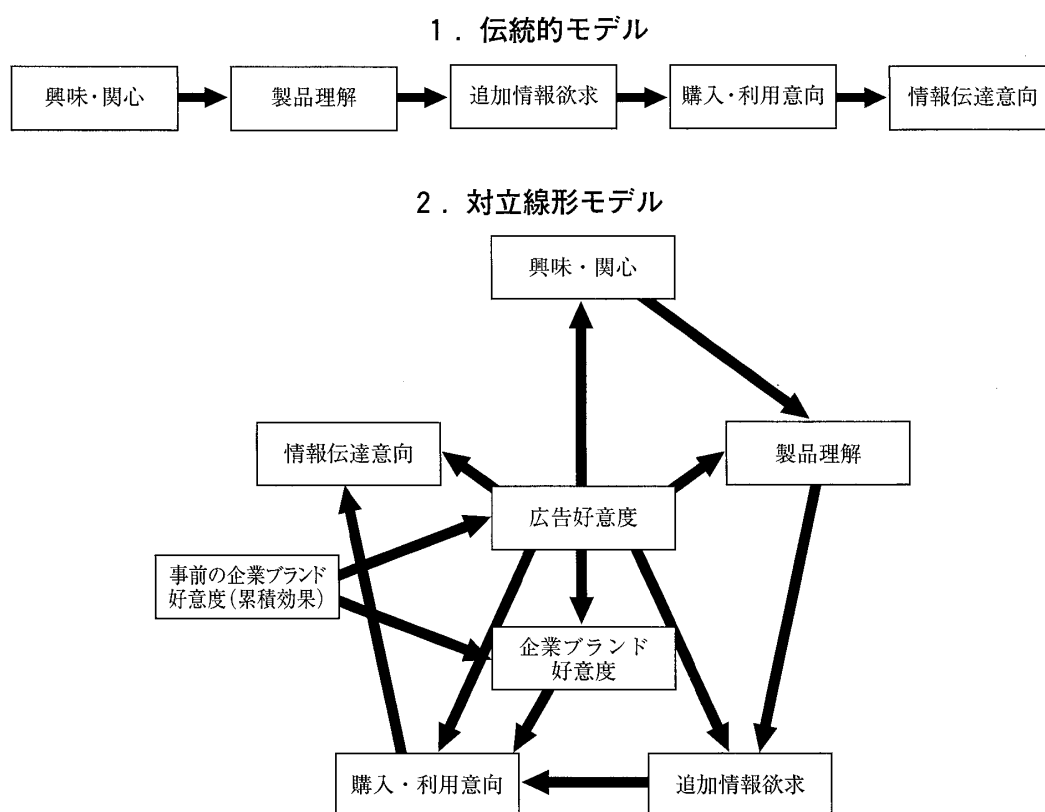 1．伝統的モデル
興味・関心
製品理解
追加情報欲求
購入・利用意向
情報伝達意向
2．対立線形モデル
興味・関心
情報伝達意向
製品理解
広告好意度
事前の企業ブランド
好意度(累積効果)
企業ブランド
好意度
購入・利用意向
追加情報欲求